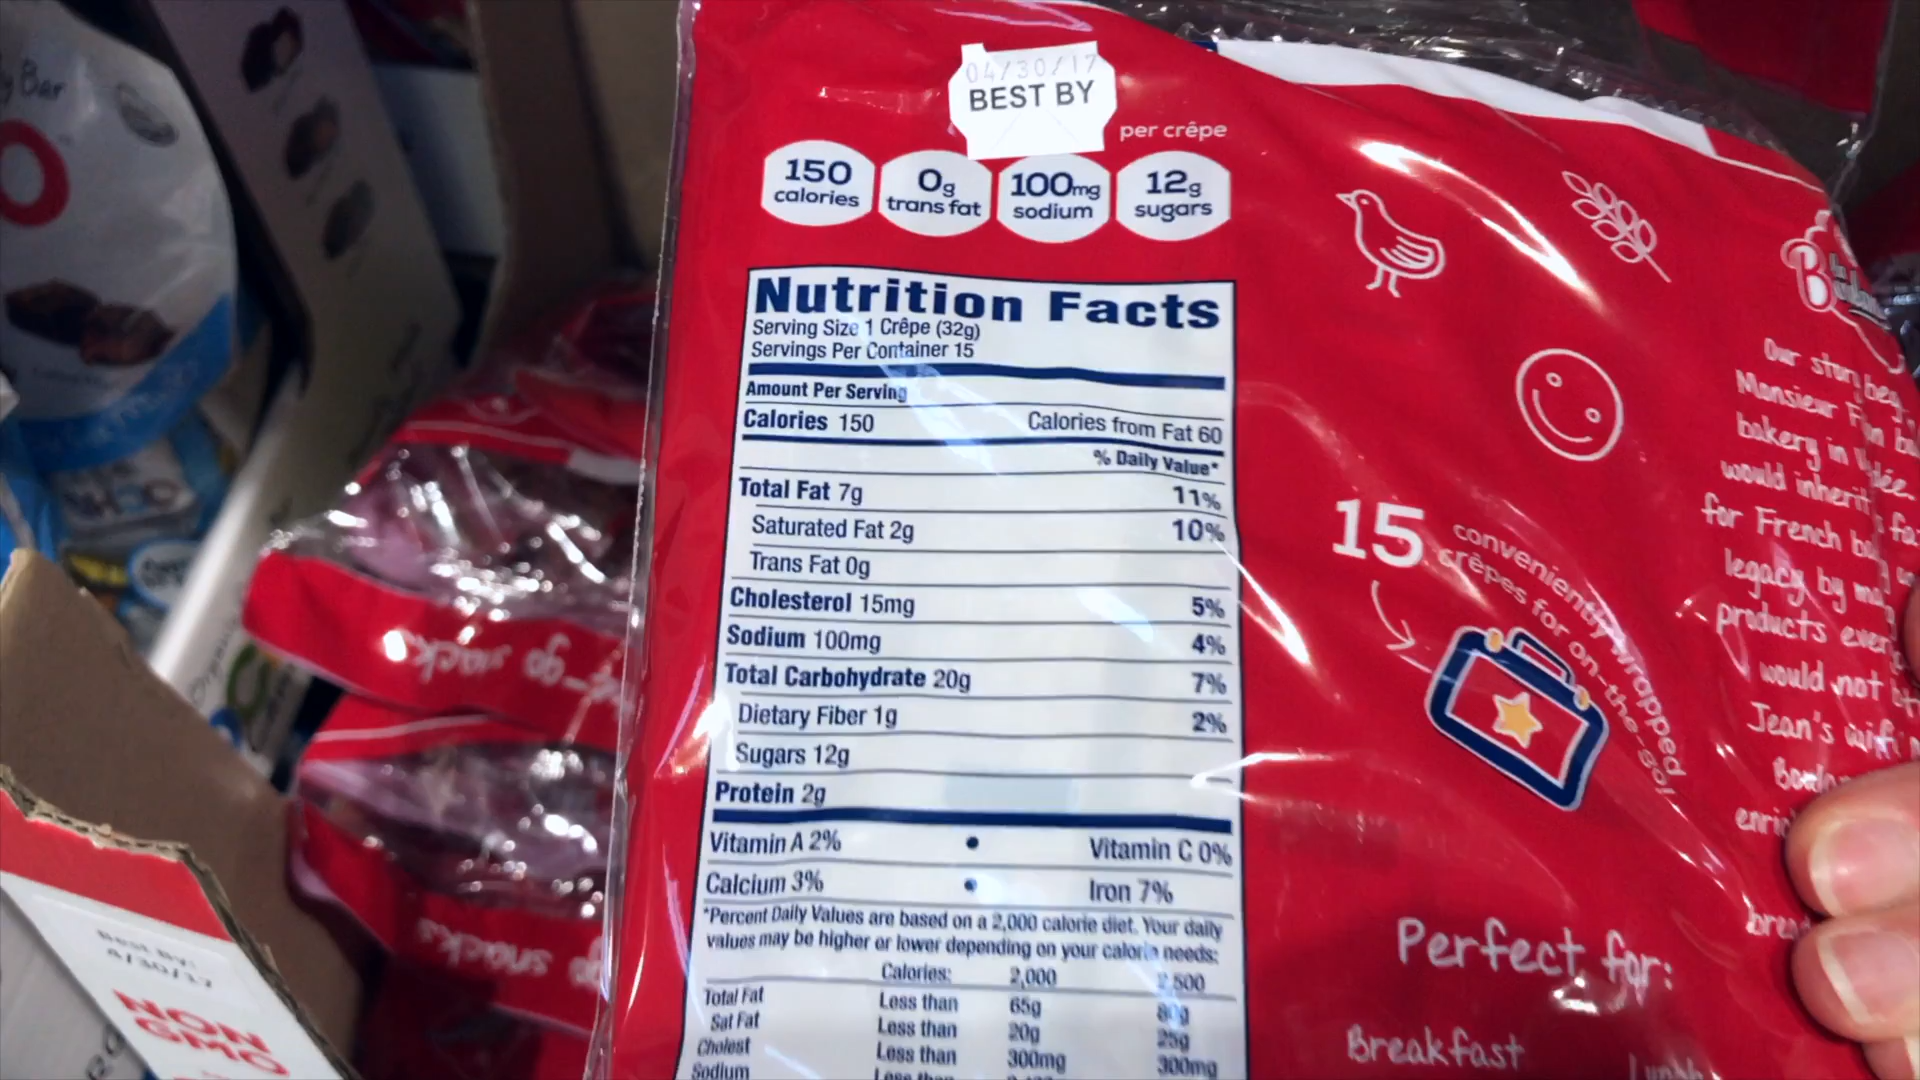 04/30/17
BEST BY
per crêpe
150
calories
0g
trans fat
100mg
sodium
12g
sugars
Nutrition Facts
Serving Size 1 Crêpe (32g)
Servings Per Container 15
Amount Per Serving
Calories 150 Calories from Fat 60
% Daily Value*
Total Fat 7g 11%
Saturated Fat 2g 10%
Trans Fat 0g
Cholesterol 15mg 5%
Sodium 100mg 4%
Total Carbohydrate 20g 7%
Dietary Fiber 1g 2%
Sugars 12g
Protein 2g
Vitamin A 2% • Vitamin C 0%
Calcium 3% • Iron 7%
*Percent Daily Values are based on a 2,000 calorie diet. Your daily
values may be higher or lower depending on your calorie needs:
Calories: 2,000 2,500
Total Fat Less than 65g 80g
Sat Fat Less than 20g 25g
Cholest Less than 300mg 300mg
Sodium Less than
15 conveniently wrapped
crêpes for on-the-go!
Our story
Monsieur
bakery in
would inherit
for French
legacy by
products
would not
Jean's
Perfect for:
Breakfast
Bar
go snacks
snacks
Best By:
4/30/17
NON
GMO